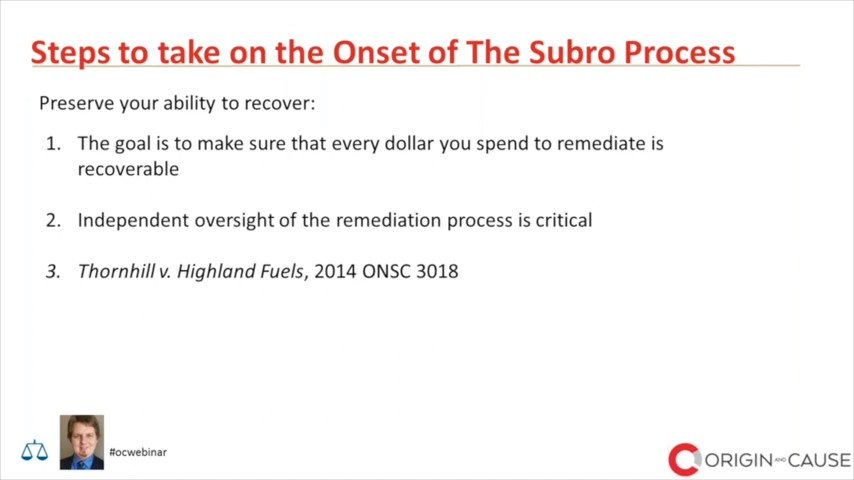 Steps to take on the Onset of The Subro Process
Preserve your ability to recover:
1. The goal is to make sure that every dollar you spend to remediate is
recoverable
2. Independent oversight of the remediation process is critical
3. Thornhill v. Highland Fuels, 2014 ONSC 3018
#ocwebinar
ORIGIN AND CAUSE